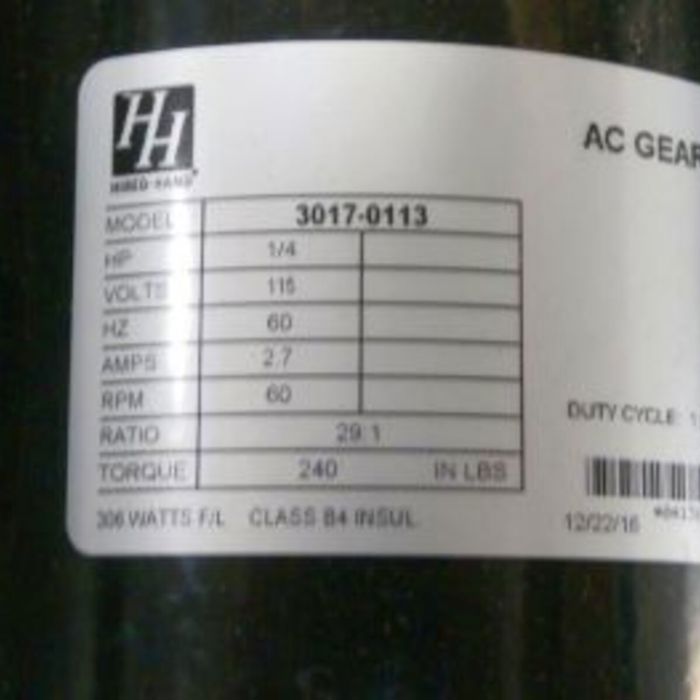 HH
HIRED-HAND
AC GEAR
MODEL 3017-0113
HP 1/4
VOLTS 115
HZ 60
AMPS 2.7
RPM 60
RATIO 29:1
TORQUE 240 IN LBS
DUTY CYCLE:
306 WATTS F/L CLASS B4 INSUL
12/22/16